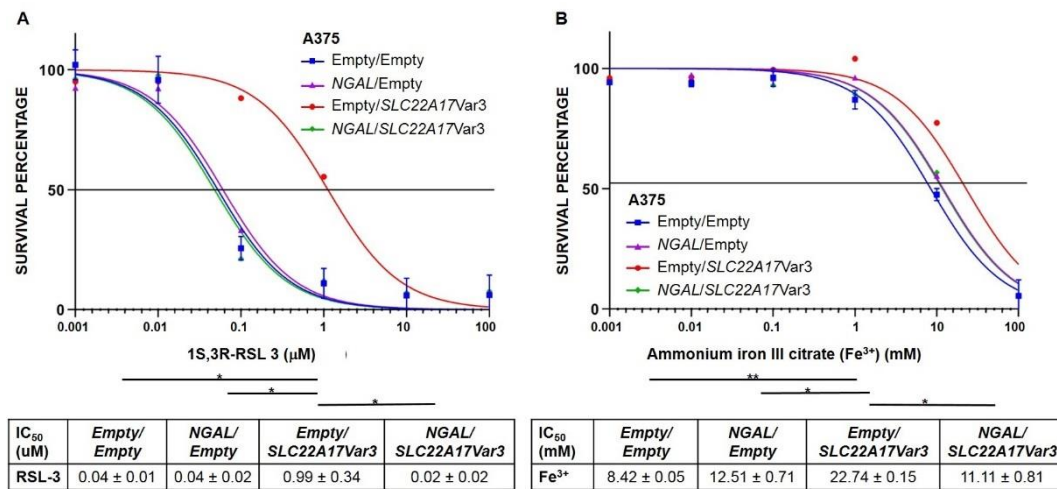 A
B
A375
Empty/Empty
NGAL/Empty
Empty/SLC22A17Var3
NGAL/SLC22A17Var3
SURVIVAL PERCENTAGE
100
50
0
0.001 0.01 0.1 1 10 100
1S,3R-RSL 3 (μM)
* * *
IC50 (uM) Empty/Empty NGAL/Empty Empty/SLC22A17Var3 NGAL/SLC22A17Var3
RSL-3 0.04 ± 0.01 0.04 ± 0.02 0.99 ± 0.34 0.02 ± 0.02
SURVIVAL PERCENTAGE
100
50
0
A375
Empty/Empty
NGAL/Empty
Empty/SLC22A17Var3
NGAL/SLC22A17Var3
0.001 0.01 0.1 1 10 100
Ammonium iron III citrate (Fe3+) (mM)
** * *
IC50 (mM) Empty/Empty NGAL/Empty Empty/SLC22A17Var3 NGAL/SLC22A17Var3
Fe3+ 8.42 ± 0.05 12.51 ± 0.71 22.74 ± 0.15 11.11 ± 0.81